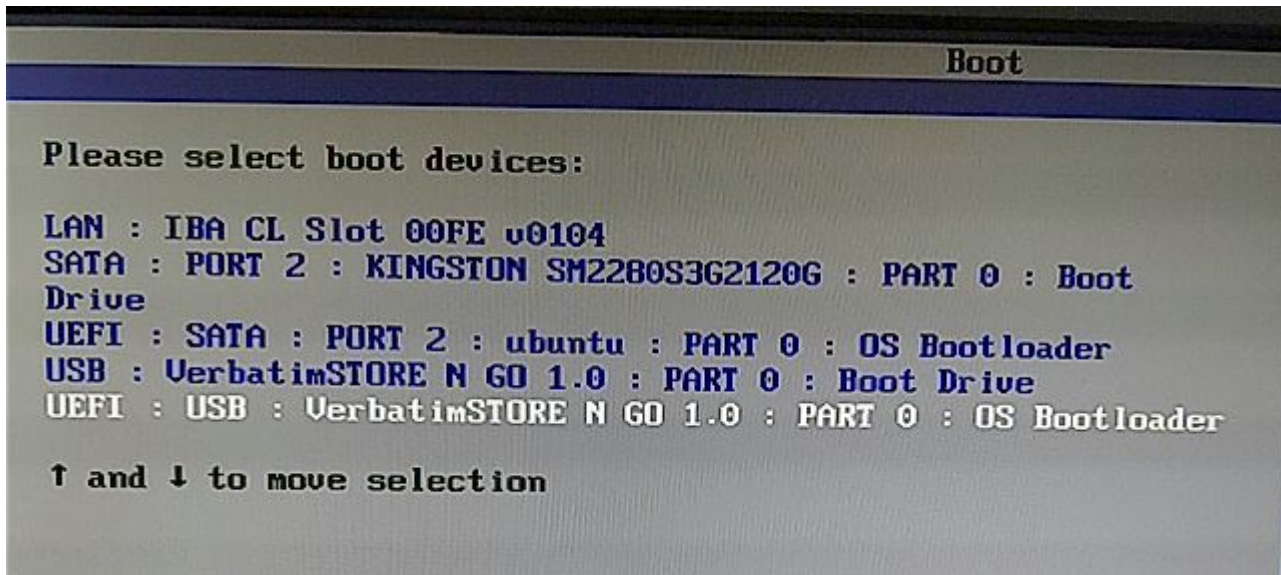 Boot
Please select boot devices:
LAN : IBA CL Slot 00FE v0104
SATA : PORT 2 : KINGSTON SM2280S3G2120G : PART 0 : Boot
Drive
UEFI : SATA : PORT 2 : ubuntu : PART 0 : OS Bootloader
USB : VerbatimSTORE N GO 1.0 : PART 0 : Boot Drive
UEFI : USB : VerbatimSTORE N GO 1.0 : PART 0 : OS Bootloader
↑ and ↓ to move selection